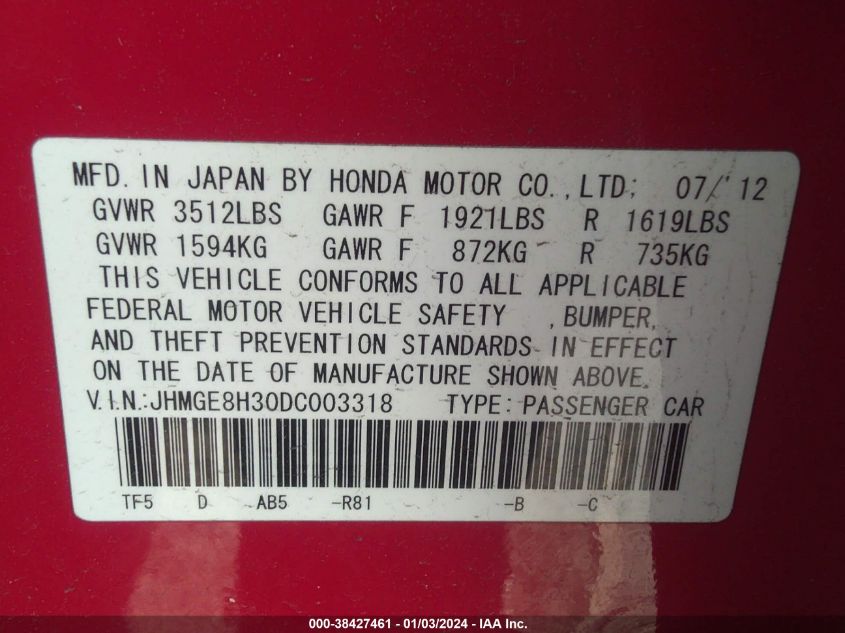 MFD. IN JAPAN BY HONDA MOTOR CO., LTD; 07/'12
GVWR 3512LBS GAWR F 1921LBS R 1619LBS
GVWR 1594KG GAWR F 872KG R 735KG
THIS VEHICLE CONFORMS TO ALL APPLICABLE
FEDERAL MOTOR VEHICLE SAFETY , BUMPER,
AND THEFT PREVENTION STANDARDS IN EFFECT
ON THE DATE OF MANUFACTURE SHOWN ABOVE.
V.I.N.:JHMGE8H30DC003318 TYPE: PASSENGER CAR
TF5 D AB5 -R81 -B -C
000-38427461 - 01/03/2024 - IAA Inc.